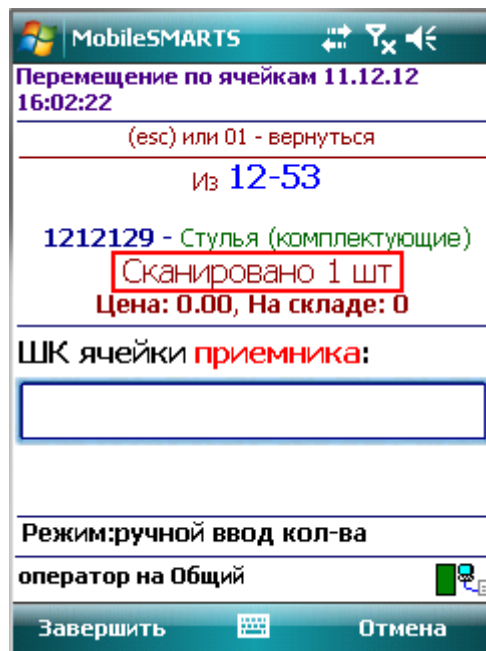 MobileSMARTS
Перемещение по ячейкам 11.12.12
16:02:22
(esc) или 01 - вернуться
Из 12-53
1212129 - Стулья (комплектующие)
Сканировано 1 шт
Цена: 0.00, На складе: 0
ШК ячейки приемника:
Режим:ручной ввод кол-ва
оператор на Общий
Завершить Отмена